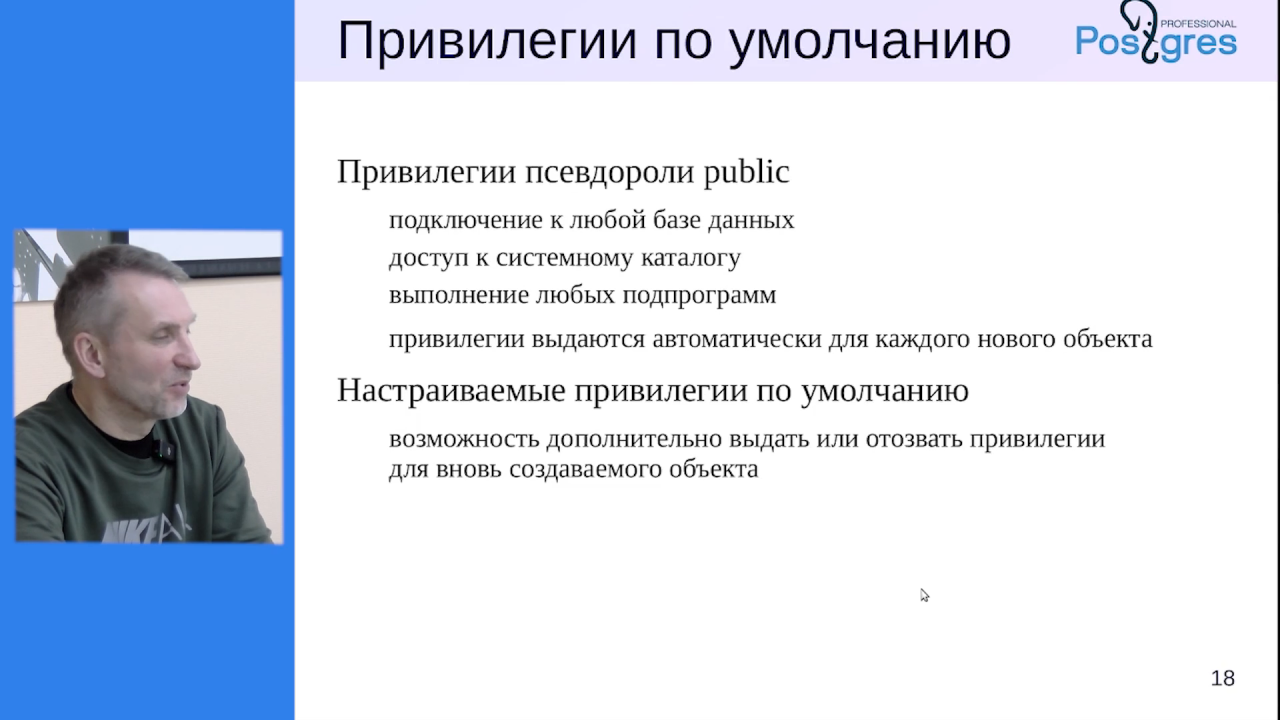 Привилегии по умолчанию
PROFESSIONAL
Postgres
Привилегии псевдороли public
подключение к любой базе данных
доступ к системному каталогу
выполнение любых подпрограмм
привилегии выдаются автоматически для каждого нового объекта
Настраиваемые привилегии по умолчанию
возможность дополнительно выдать или отозвать привилегии
для вновь создаваемого объекта
NIKE
18